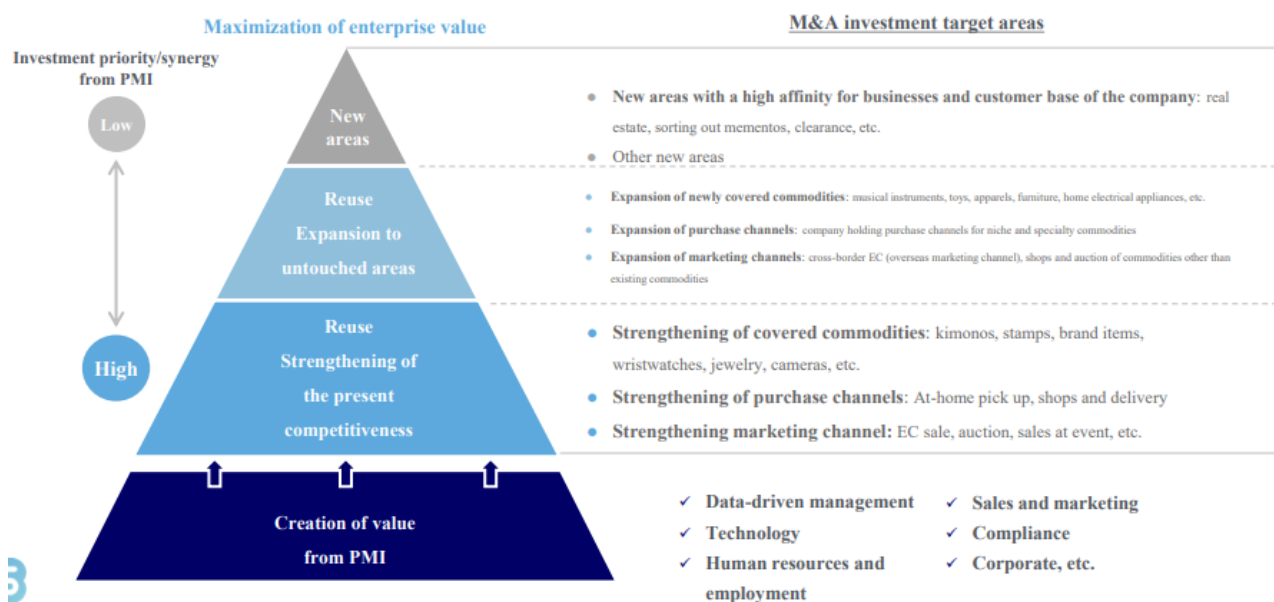 Maximization of enterprise value
M&A investment target areas
Investment priority/synergy
from PMI
Low
High
New
areas
● New areas with a high affinity for businesses and customer base of the company: real
estate, sorting out mementos, clearance, etc.
● Other new areas
Reuse
Expansion to
untouched areas
● Expansion of newly covered commodities: musical instruments, toys, apparels, furniture, home electrical appliances, etc.
● Expansion of purchase channels: company holding purchase channels for niche and specialty commodities
● Expansion of marketing channels: cross-border EC (overseas marketing channel), shops and auction of commodities other than
existing commodities
Reuse
Strengthening of
the present
competitiveness
● Strengthening of covered commodities: kimonos, stamps, brand items,
wristwatches, jewelry, cameras, etc.
● Strengthening of purchase channels: At-home pick up, shops and delivery
● Strengthening marketing channel: EC sale, auction, sales at event, etc.
Creation of value
from PMI
✓ Data-driven management
✓ Technology
✓ Human resources and
employment
✓ Sales and marketing
✓ Compliance
✓ Corporate, etc.